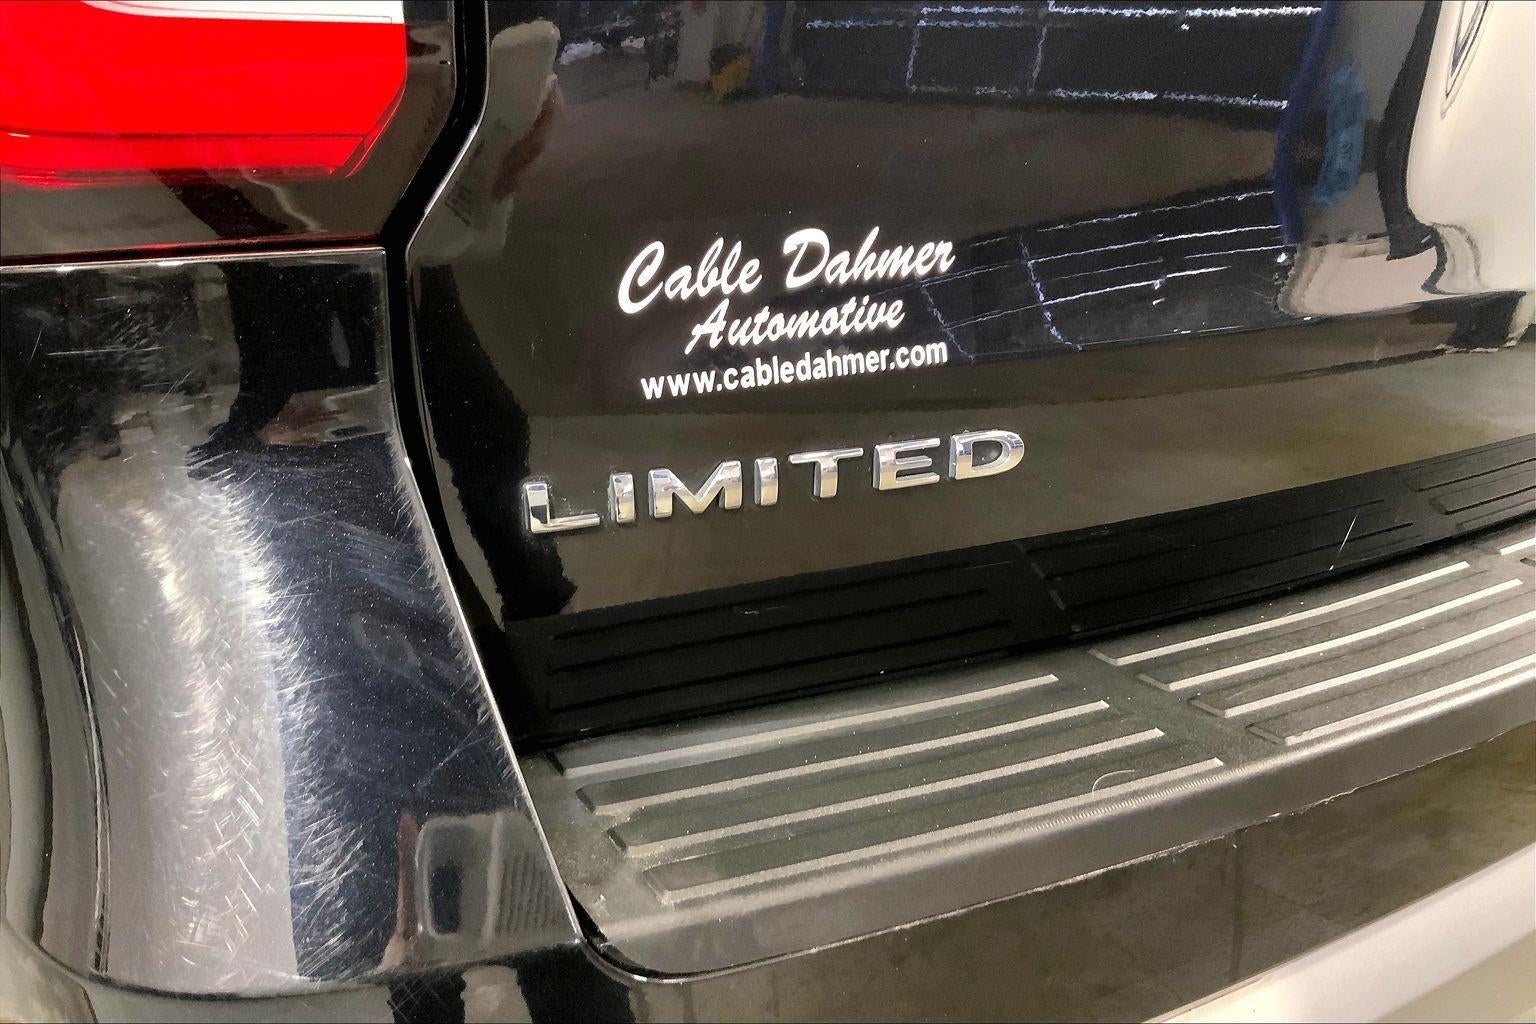 Cable Dahmer
Automotive
www.cabledahmer.com
LIMITED